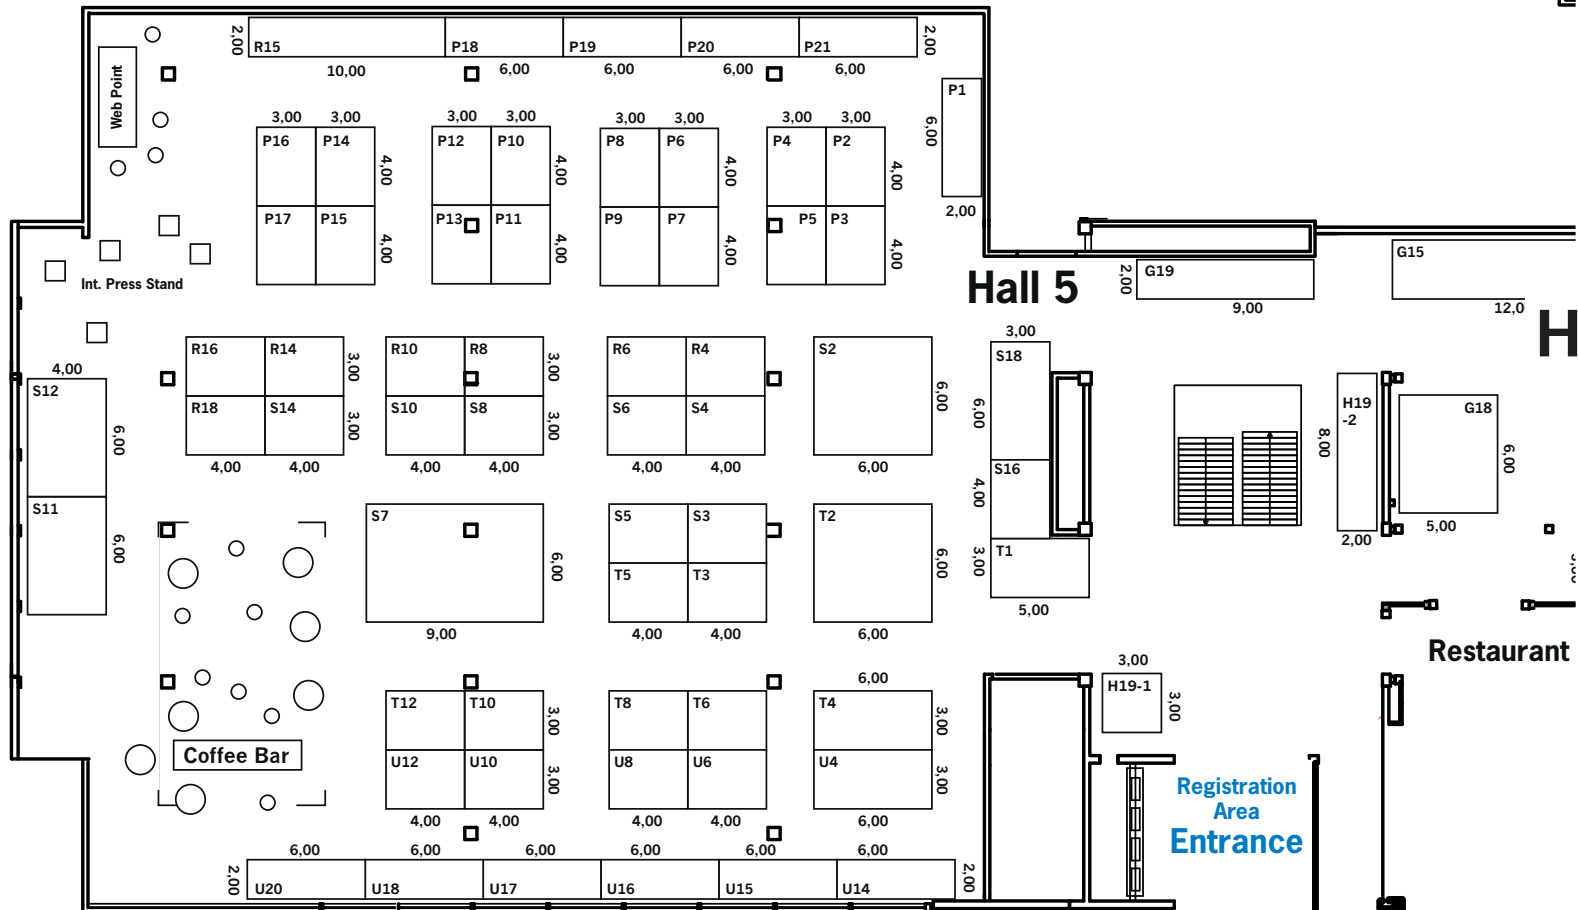 2,00
R15
P18
P19
P20
P21
2,00
10,00
6,00
6,00
6,00
6,00
Web Point
P1
6,00
2,00
3,00 3,00
3,00 3,00
3,00 3,00
3,00 3,00
P16 P14
4,00
P12 P10
4,00
P8 P6
4,00
P4 P2
4,00
P17 P15
4,00
P13 P11
4,00
P9 P7
4,00
P5 P3
4,00
Int. Press Stand
Hall 5
2,00
G19
9,00
G15
12,0
H
R16 R14
3,00
R10 R8
3,00
R6 R4
S2
6,00
3,00
S18
6,00
4,00
S12
6,00
R18 S14
3,00
S10 S8
3,00
S6 S4
4,00 4,00
4,00 4,00
4,00 4,00
6,00
H19
-2
8,00
2,00
G18
6,00
5,00
S16
4,00
S11
6,00
S7
6,00
9,00
S5 S3
T5 T3
4,00 4,00
T2
6,00
6,00
T1
3,00
5,00
Restaurant
3,00
H19-1
3,00
6,00
T12 T10
3,00
T8 T6
T4
3,00
Coffee Bar
U12 U10
3,00
U8 U6
U4
3,00
4,00 4,00
4,00 4,00
6,00
Registration
Area
Entrance
6,00
6,00
6,00
6,00
6,00
6,00
2,00
U20
U18
U17
U16
U15
U14
2,00